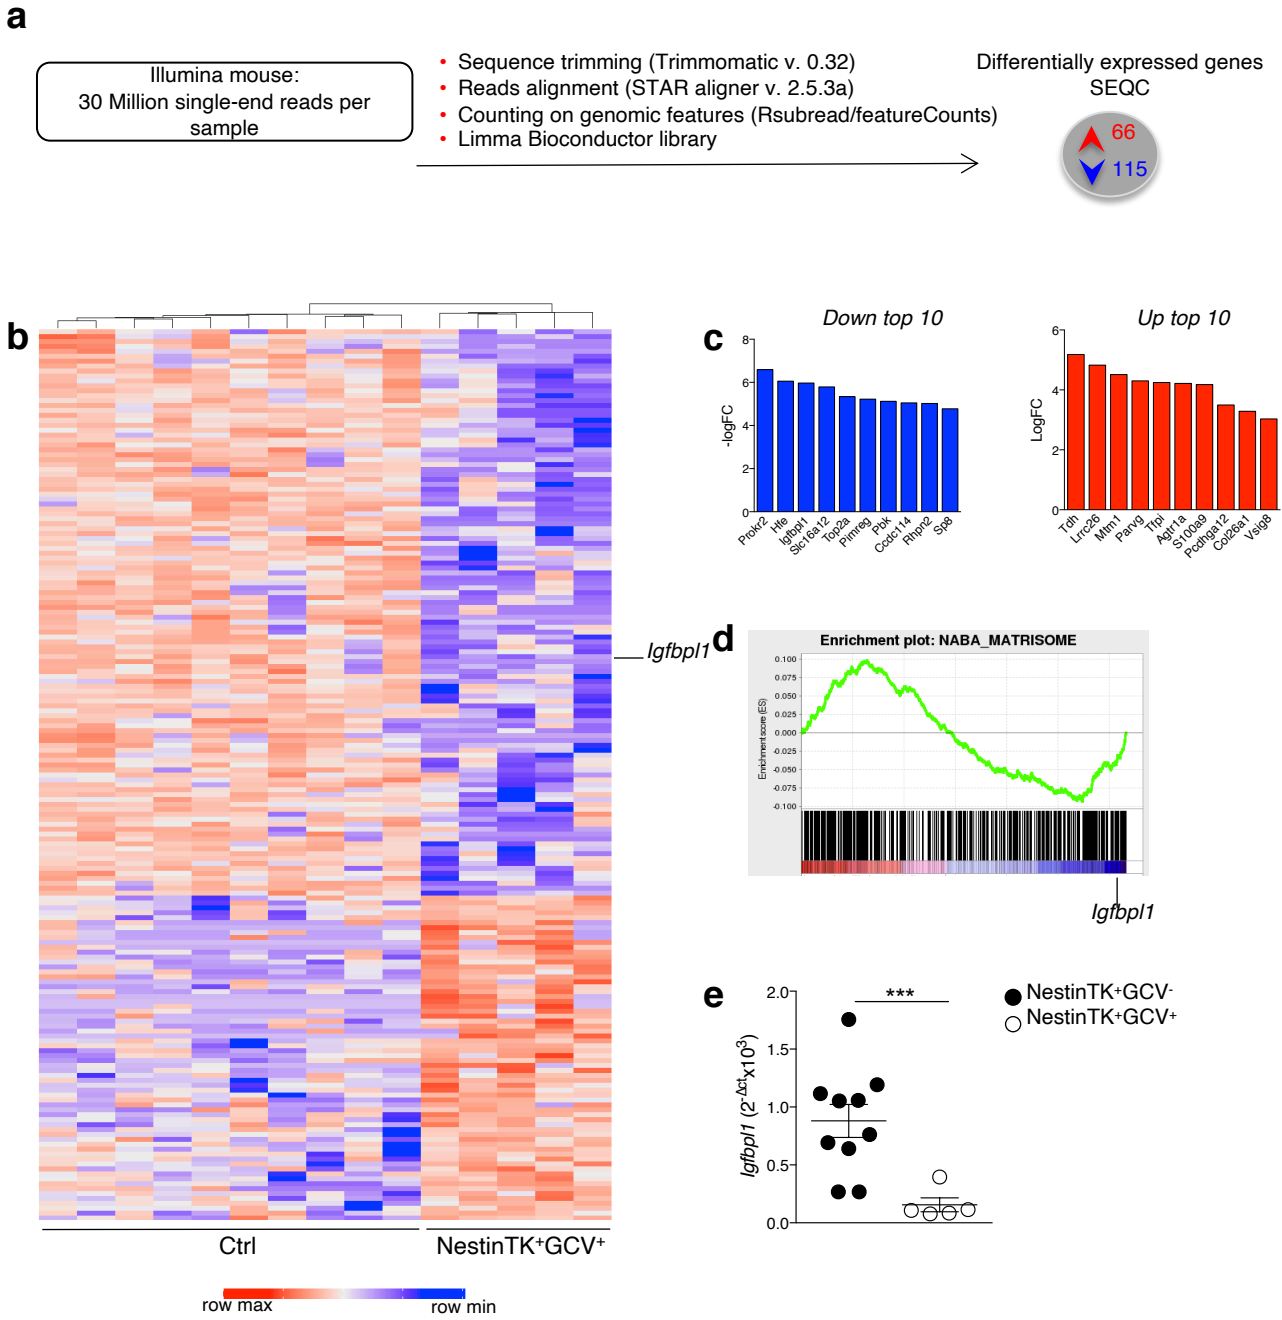 a
Illumina mouse:
30 Million single-end reads per
sample
• Sequence trimming (Trimmomatic v. 0.32)
• Reads alignment (STAR aligner v. 2.5.3a)
• Counting on genomic features (Rsubread/featureCounts)
• Limma Bioconductor library
Differentially expressed genes
SEQC
66
115
b
Igfbpl1
Ctrl
NestinTK⁺GCV⁺
row max
row min
c
Down top 10
-logFC
8
6
4
2
0
Prokr2
Hfe
Igfbpl1
Slc16a12
Top2a
Pimreg
Pbk
Ccdc114
Rhpn2
Sp8
Up top 10
LogFC
6
4
2
0
Tdh
Lrrc26
Mtm1
Parvg
Tfpi
Agtr1a
S100a9
Pcdhga12
Col26a1
Vsig8
d
Enrichment plot: NABA_MATRISOME
Enrichment score (ES)
0.100
0.075
0.050
0.025
0.000
-0.025
-0.050
-0.075
-0.100
Igfbpl1
e
Igfbpl1 (2⁻Δctx10³)
2.0
1.5
1.0
0.5
0.0
***
NestinTK⁺GCV⁻
NestinTK⁺GCV⁺